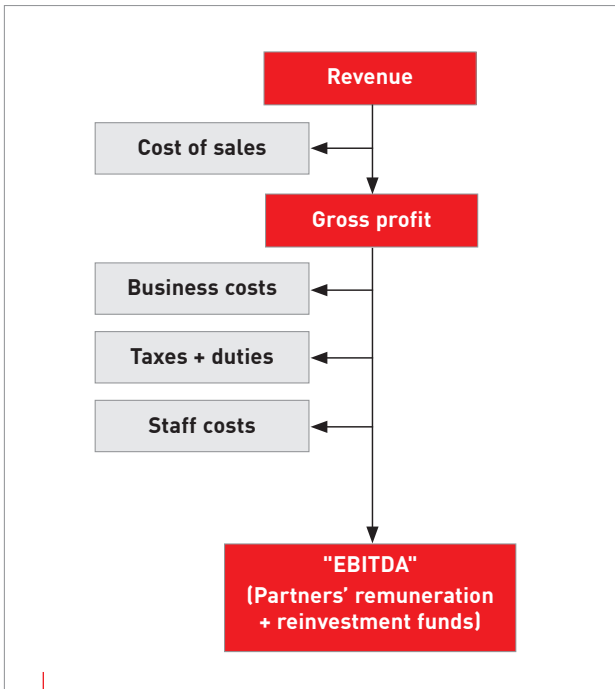 Revenue
Cost of sales
Gross profit
Business costs
Taxes + duties
Staff costs
"EBITDA"
(Partners’ remuneration
+ reinvestment funds)